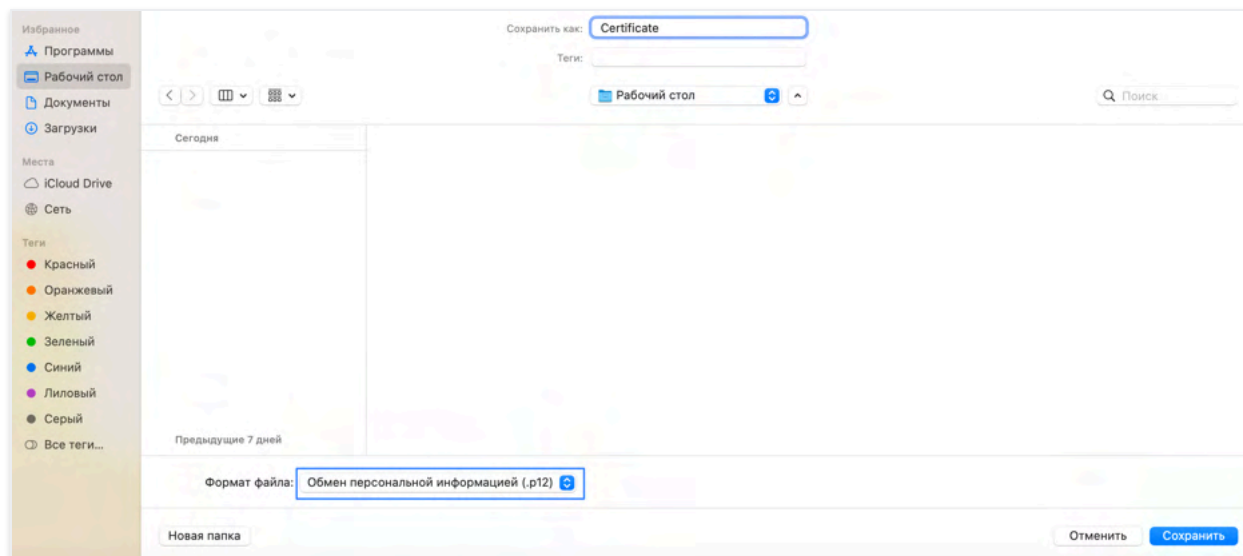 Избранное
Программы
Рабочий стол
Документы
Загрузки
Места
iCloud Drive
Сеть
Теги
Красный
Оранжевый
Желтый
Зеленый
Синий
Лиловый
Серый
Все теги...
Сохранить как: Certificate
Теги:
Рабочий стол
Поиск
Сегодня
Предыдущие 7 дней
Формат файла: Обмен персональной информацией (.p12)
Новая папка
Отменить
Сохранить